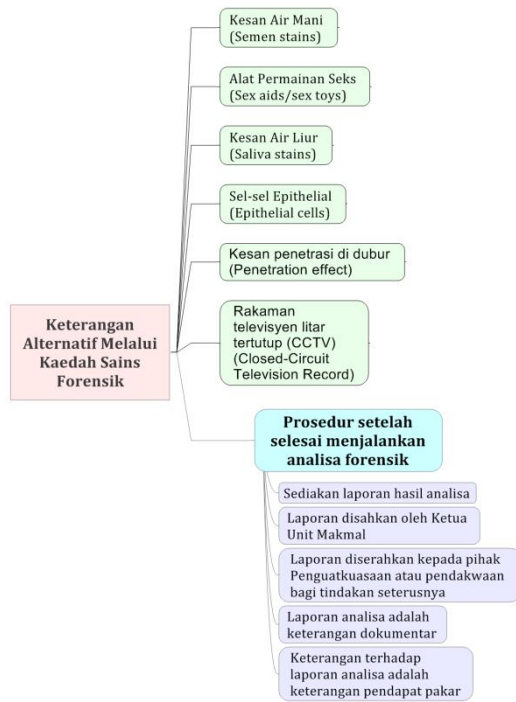 Kesan Air Mani
(Semen stains)
Alat Permainan Seks
(Sex aids/sex toys)
Kesan Air Liur
(Saliva stains)
Sel-sel Epithelial
(Epithelial cells)
Kesan penetrasi di dubur
(Penetration effect)
Keterangan
Alternatif Melalui
Kaedah Sains
Forensik
Rakaman
televisyen litar
tertutup (CCTV)
(Closed-Circuit
Television Record)
Prosedur setelah
selesai menjalankan
analisa forensik
Sediakan laporan hasil analisa
Laporan disahkan oleh Ketua
Unit Makmal
Laporan diserahkan kepada pihak
Penguatkuasaan atau pendakwaan
bagi tindakan seterusnya
Laporan analisa adalah
keterangan dokumentar
Keterangan terhadap
laporan analisa adalah
keterangan pendapat pakar